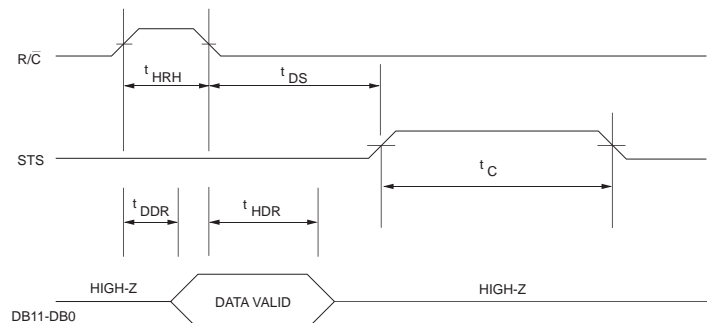 R/C̅
t HRH
t DS
STS
t C
t DDR
t HDR
HIGH-Z
DATA VALID
HIGH-Z
DB11-DB0